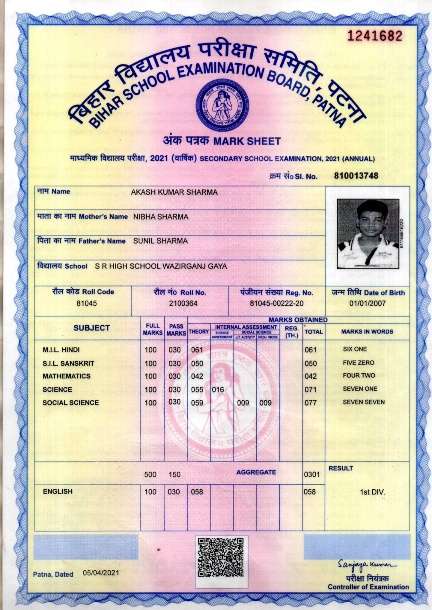 1241682
बिहार विद्यालय परीक्षा समिति, पटना
BIHAR SCHOOL EXAMINATION BOARD, PATNA
अंक पत्रक MARK SHEET
माध्यमिक विद्यालय परीक्षा, 2021 (वार्षिक) SECONDARY SCHOOL EXAMINATION, 2021 (ANNUAL)
क्रम सं० Sl. No. 810013748
नाम Name AKASH KUMAR SHARMA
माता का नाम Mother's Name NIBHA SHARMA
पिता का नाम Father's Name SUNIL SHARMA
विद्यालय School S R HIGH SCHOOL WAZIRGANJ GAYA
रौल कोड Roll Code रौल नं० Roll No. पंजीयन संख्या Reg. No. जन्म तिथि Date of Birth
81045 2100364 81045-00222-20 01/01/2007
MARKS OBTAINED
SUBJECT FULL MARKS PASS MARKS THEORY INTERNAL ASSESSMENT REG. (TH.) TOTAL MARKS IN WORDS
SCIENCE SOCIAL SCIENCE
M.I.L. HINDI 100 030 061 061 SIX ONE
S.I.L. SANSKRIT 100 030 050 050 FIVE ZERO
MATHEMATICS 100 030 042 042 FOUR TWO
SCIENCE 100 030 055 016 071 SEVEN ONE
SOCIAL SCIENCE 100 030 059 009 009 077 SEVEN SEVEN
500 150 AGGREGATE 0301 RESULT
ENGLISH 100 030 058 058 1st DIV.
Patna, Dated 05/04/2021
Sanjay Kumar
परीक्षा नियंत्रक
Controller of Examination